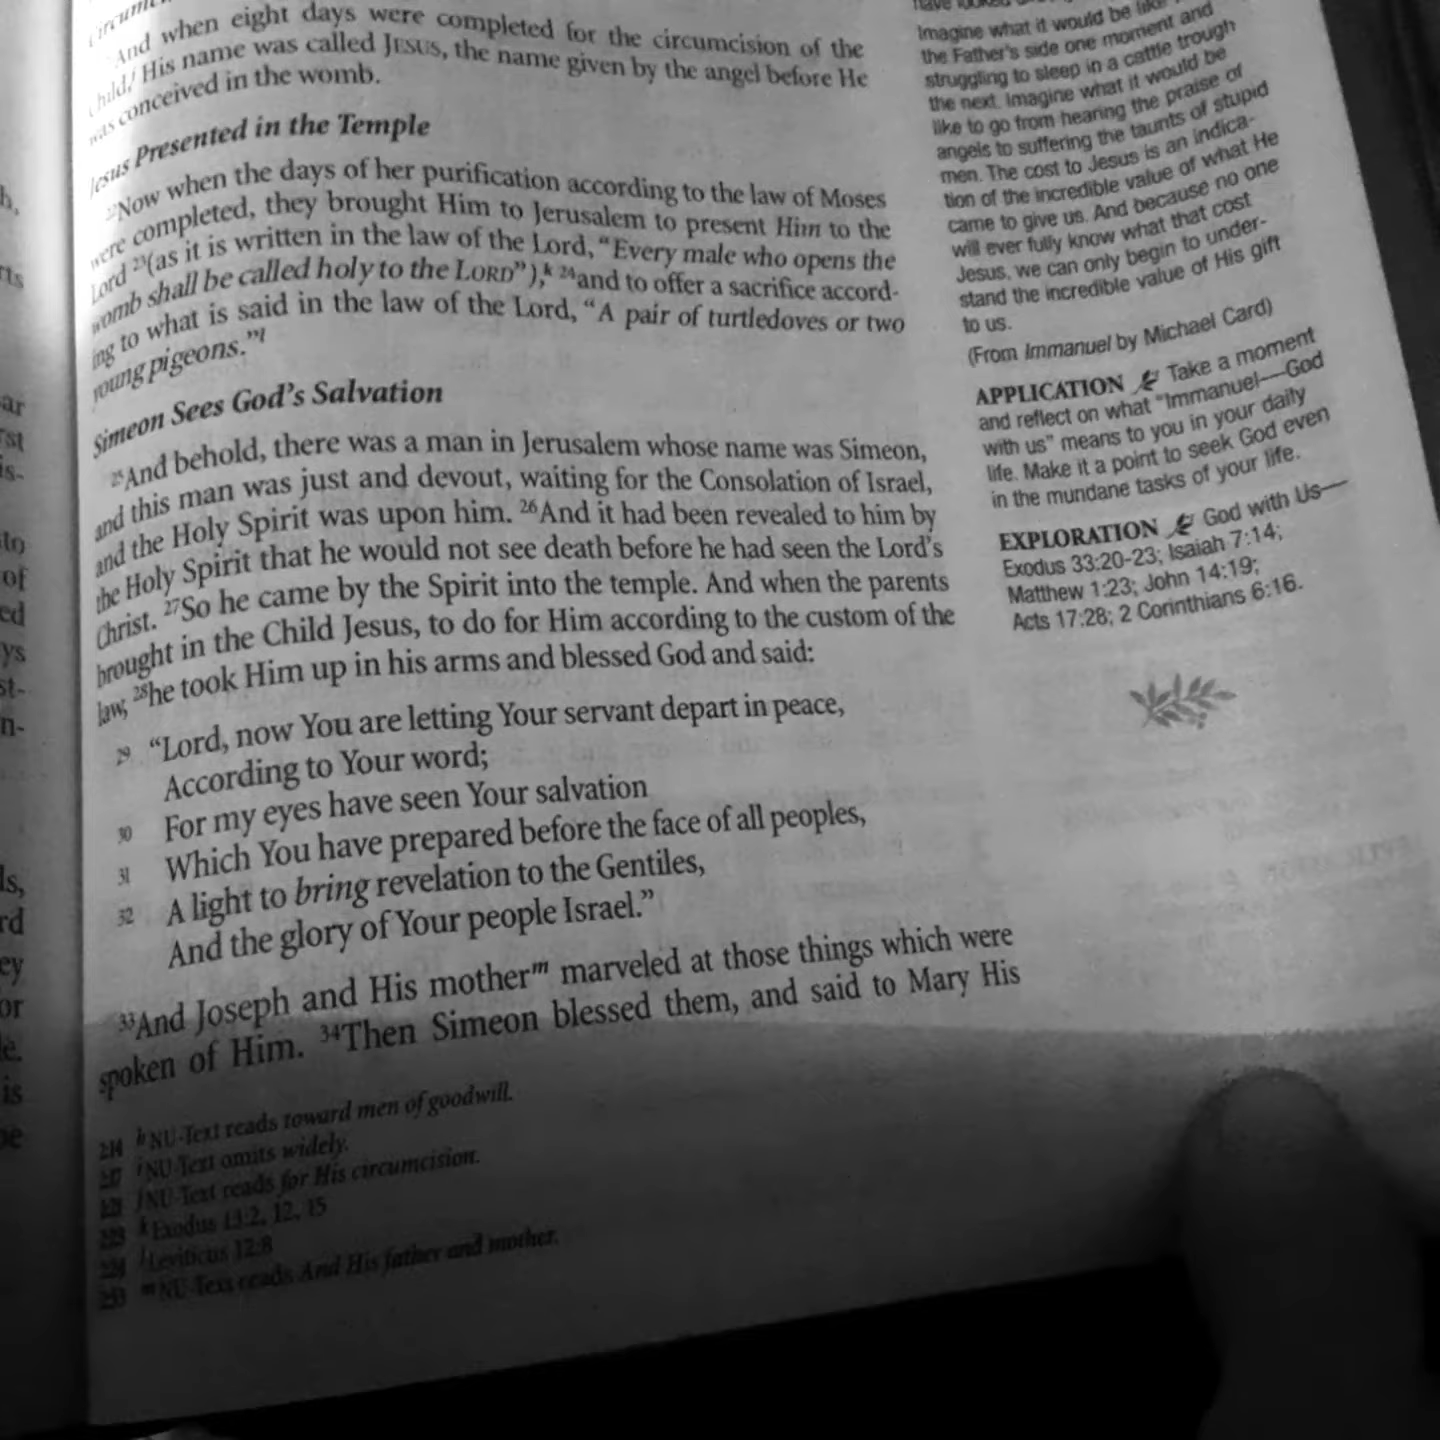 And when eight days were completed for the circumcision of the
child,j His name was called JESUS, the name given by the angel before He
was conceived in the womb.
Jesus Presented in the Temple
22Now when the days of her purification according to the law of Moses
were completed, they brought Him to Jerusalem to present Him to the
Lord 23(as it is written in the law of the Lord, “Every male who opens the
womb shall be called holy to the LORD”),k 24and to offer a sacrifice accord-
ing to what is said in the law of the Lord, “A pair of turtledoves or two
young pigeons.”l
Simeon Sees God’s Salvation
25And behold, there was a man in Jerusalem whose name was Simeon,
and this man was just and devout, waiting for the Consolation of Israel,
and the Holy Spirit was upon him. 26And it had been revealed to him by
the Holy Spirit that he would not see death before he had seen the Lord’s
Christ. 27So he came by the Spirit into the temple. And when the parents
brought in the Child Jesus, to do for Him according to the custom of the
law, 28he took Him up in his arms and blessed God and said:
29 “Lord, now You are letting Your servant depart in peace,
According to Your word;
30 For my eyes have seen Your salvation
31 Which You have prepared before the face of all peoples,
32 A light to bring revelation to the Gentiles,
And the glory of Your people Israel.”
33And Joseph and His motherm marveled at those things which were
spoken of Him. 34Then Simeon blessed them, and said to Mary His
2:14 hNU-Text reads toward men of goodwill.
2:17 iNU-Text omits widely.
2:21 jNU-Text reads for His circumcision.
2:23 kExodus 13:2, 12, 15
2:24 lLeviticus 12:8
2:33 mNU-Text reads And His father and mother.
Imagine what it would be like
the Father’s side one moment and
struggling to sleep in a cattle trough
the next. Imagine what it would be
like to go from hearing the praise of
angels to suffering the taunts of stupid
men. The cost to Jesus is an indica-
tion of the incredible value of what He
came to give us. And because no one
will ever fully know what that cost
Jesus, we can only begin to under-
stand the incredible value of His gift
to us.
(From Immanuel by Michael Card)
APPLICATION Take a moment
and reflect on what “Immanuel—God
with us” means to you in your daily
life. Make it a point to seek God even
in the mundane tasks of your life.
EXPLORATION God with Us—
Exodus 33:20-23; Isaiah 7:14;
Matthew 1:23; John 14:19;
Acts 17:28; 2 Corinthians 6:16.